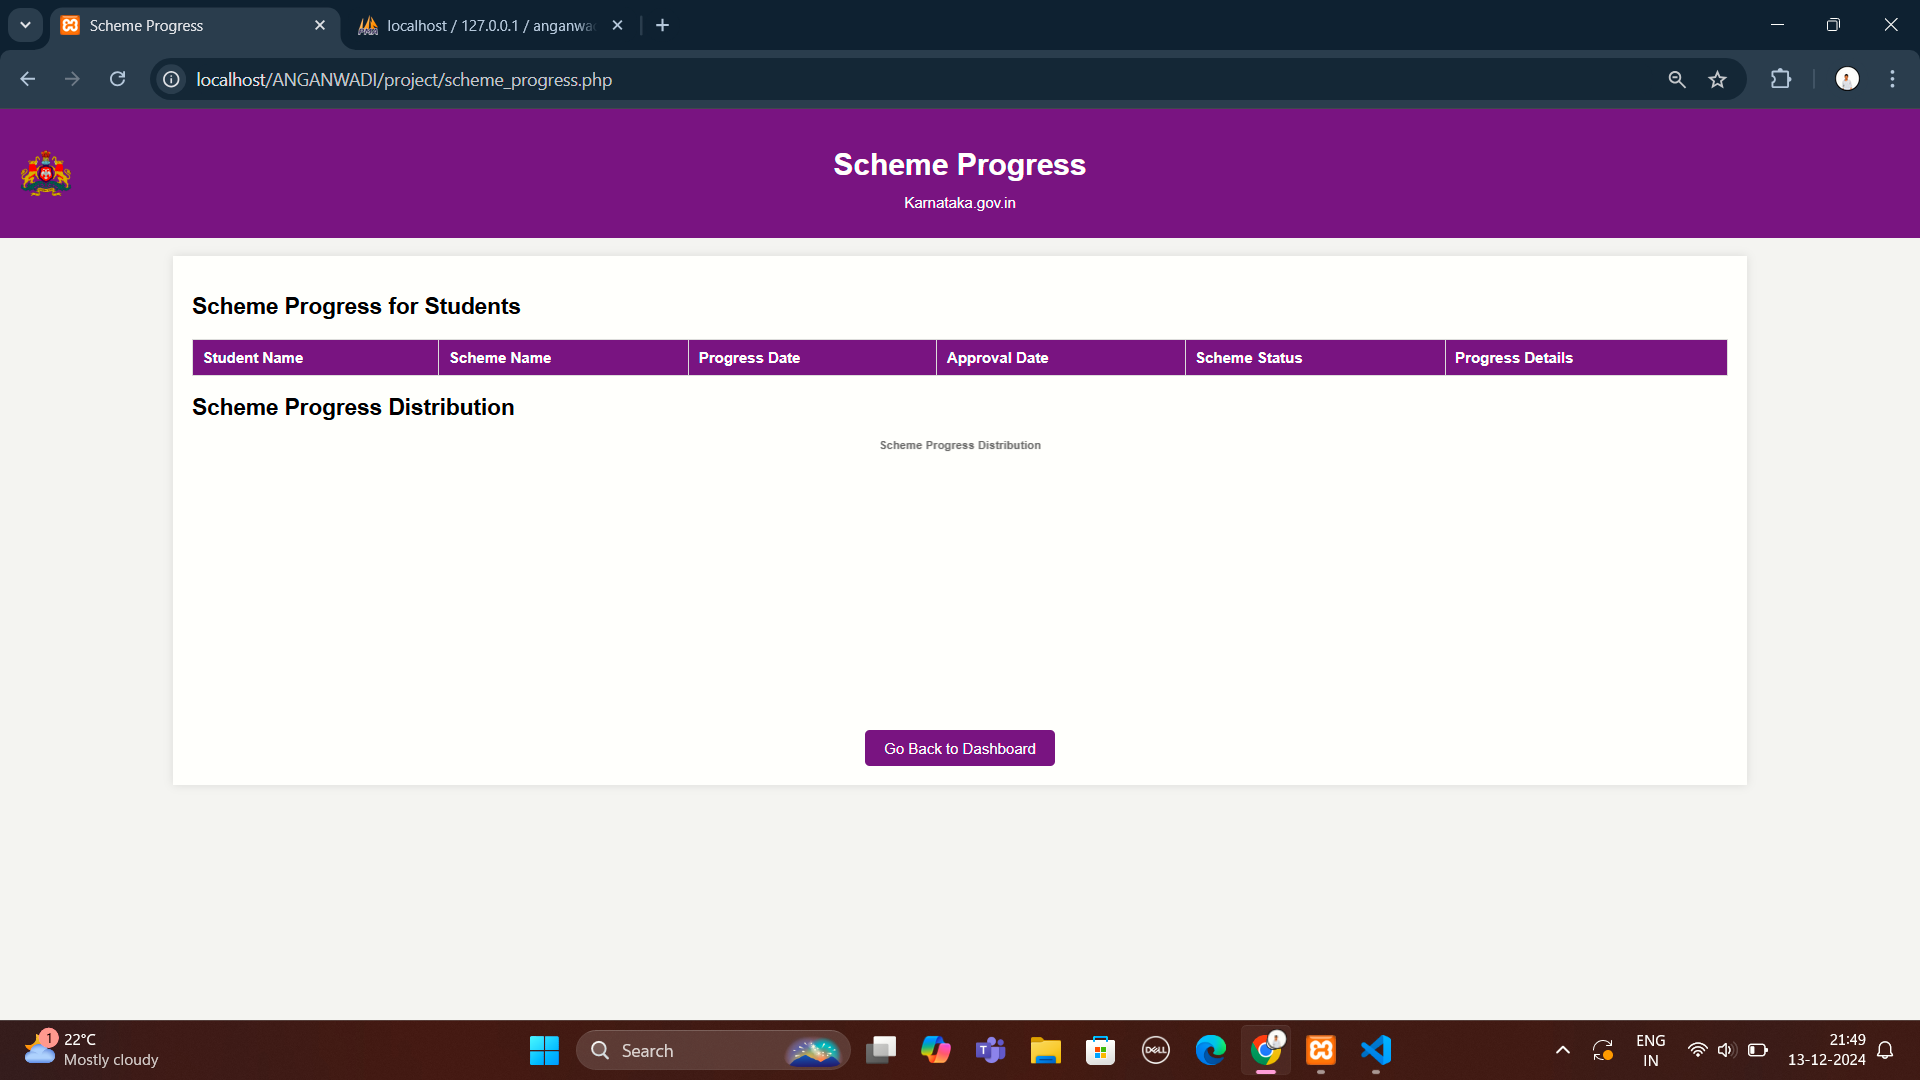 Scheme Progress
localhost / 127.0.0.1 / anganwa
localhost/ANGANWADI/project/scheme_progress.php
Scheme Progress
Karnataka.gov.in
Scheme Progress for Students
Student Name Scheme Name Progress Date Approval Date Scheme Status Progress Details
Scheme Progress Distribution
Scheme Progress Distribution
Go Back to Dashboard
1
22°C
Mostly cloudy
Search
DELL
ENG
IN
21:49
13-12-2024